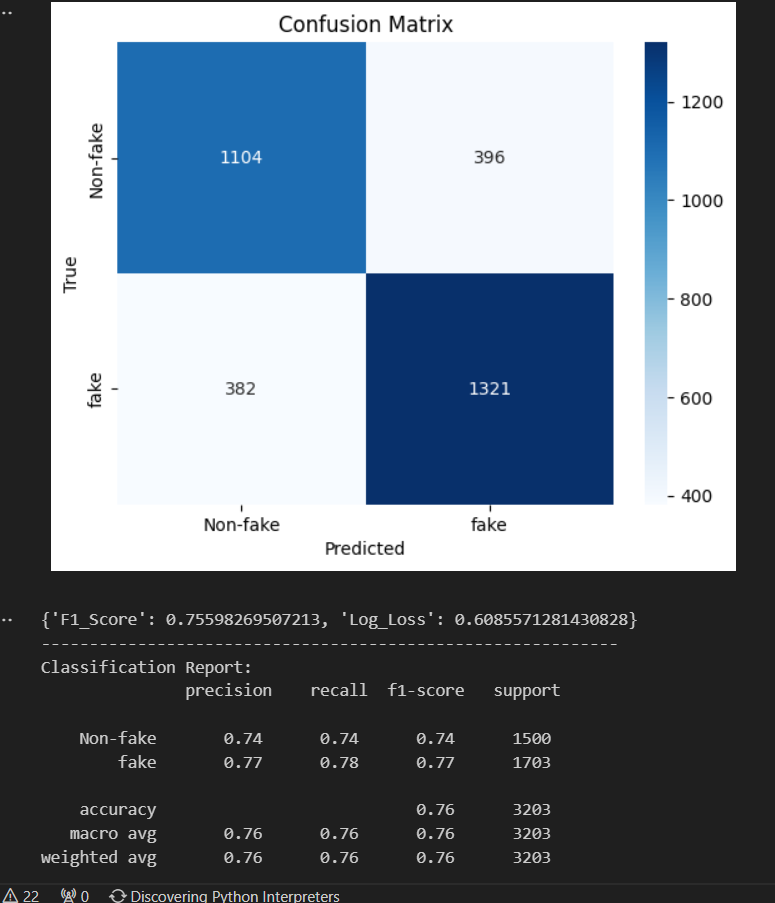 Confusion Matrix
Non-fake
1104
396
1200
1000
True
800
fake
382
1321
600
400
Non-fake
fake
Predicted
{'F1_Score': 0.75598269507213, 'Log_Loss': 0.6085571281430828}
------------------------------------------------------------
Classification Report:
precision recall f1-score support
Non-fake 0.74 0.74 0.74 1500
fake 0.77 0.78 0.77 1703
accuracy 0.76 3203
macro avg 0.76 0.76 0.76 3203
weighted avg 0.76 0.76 0.76 3203
22 0 Discovering Python Interpreters